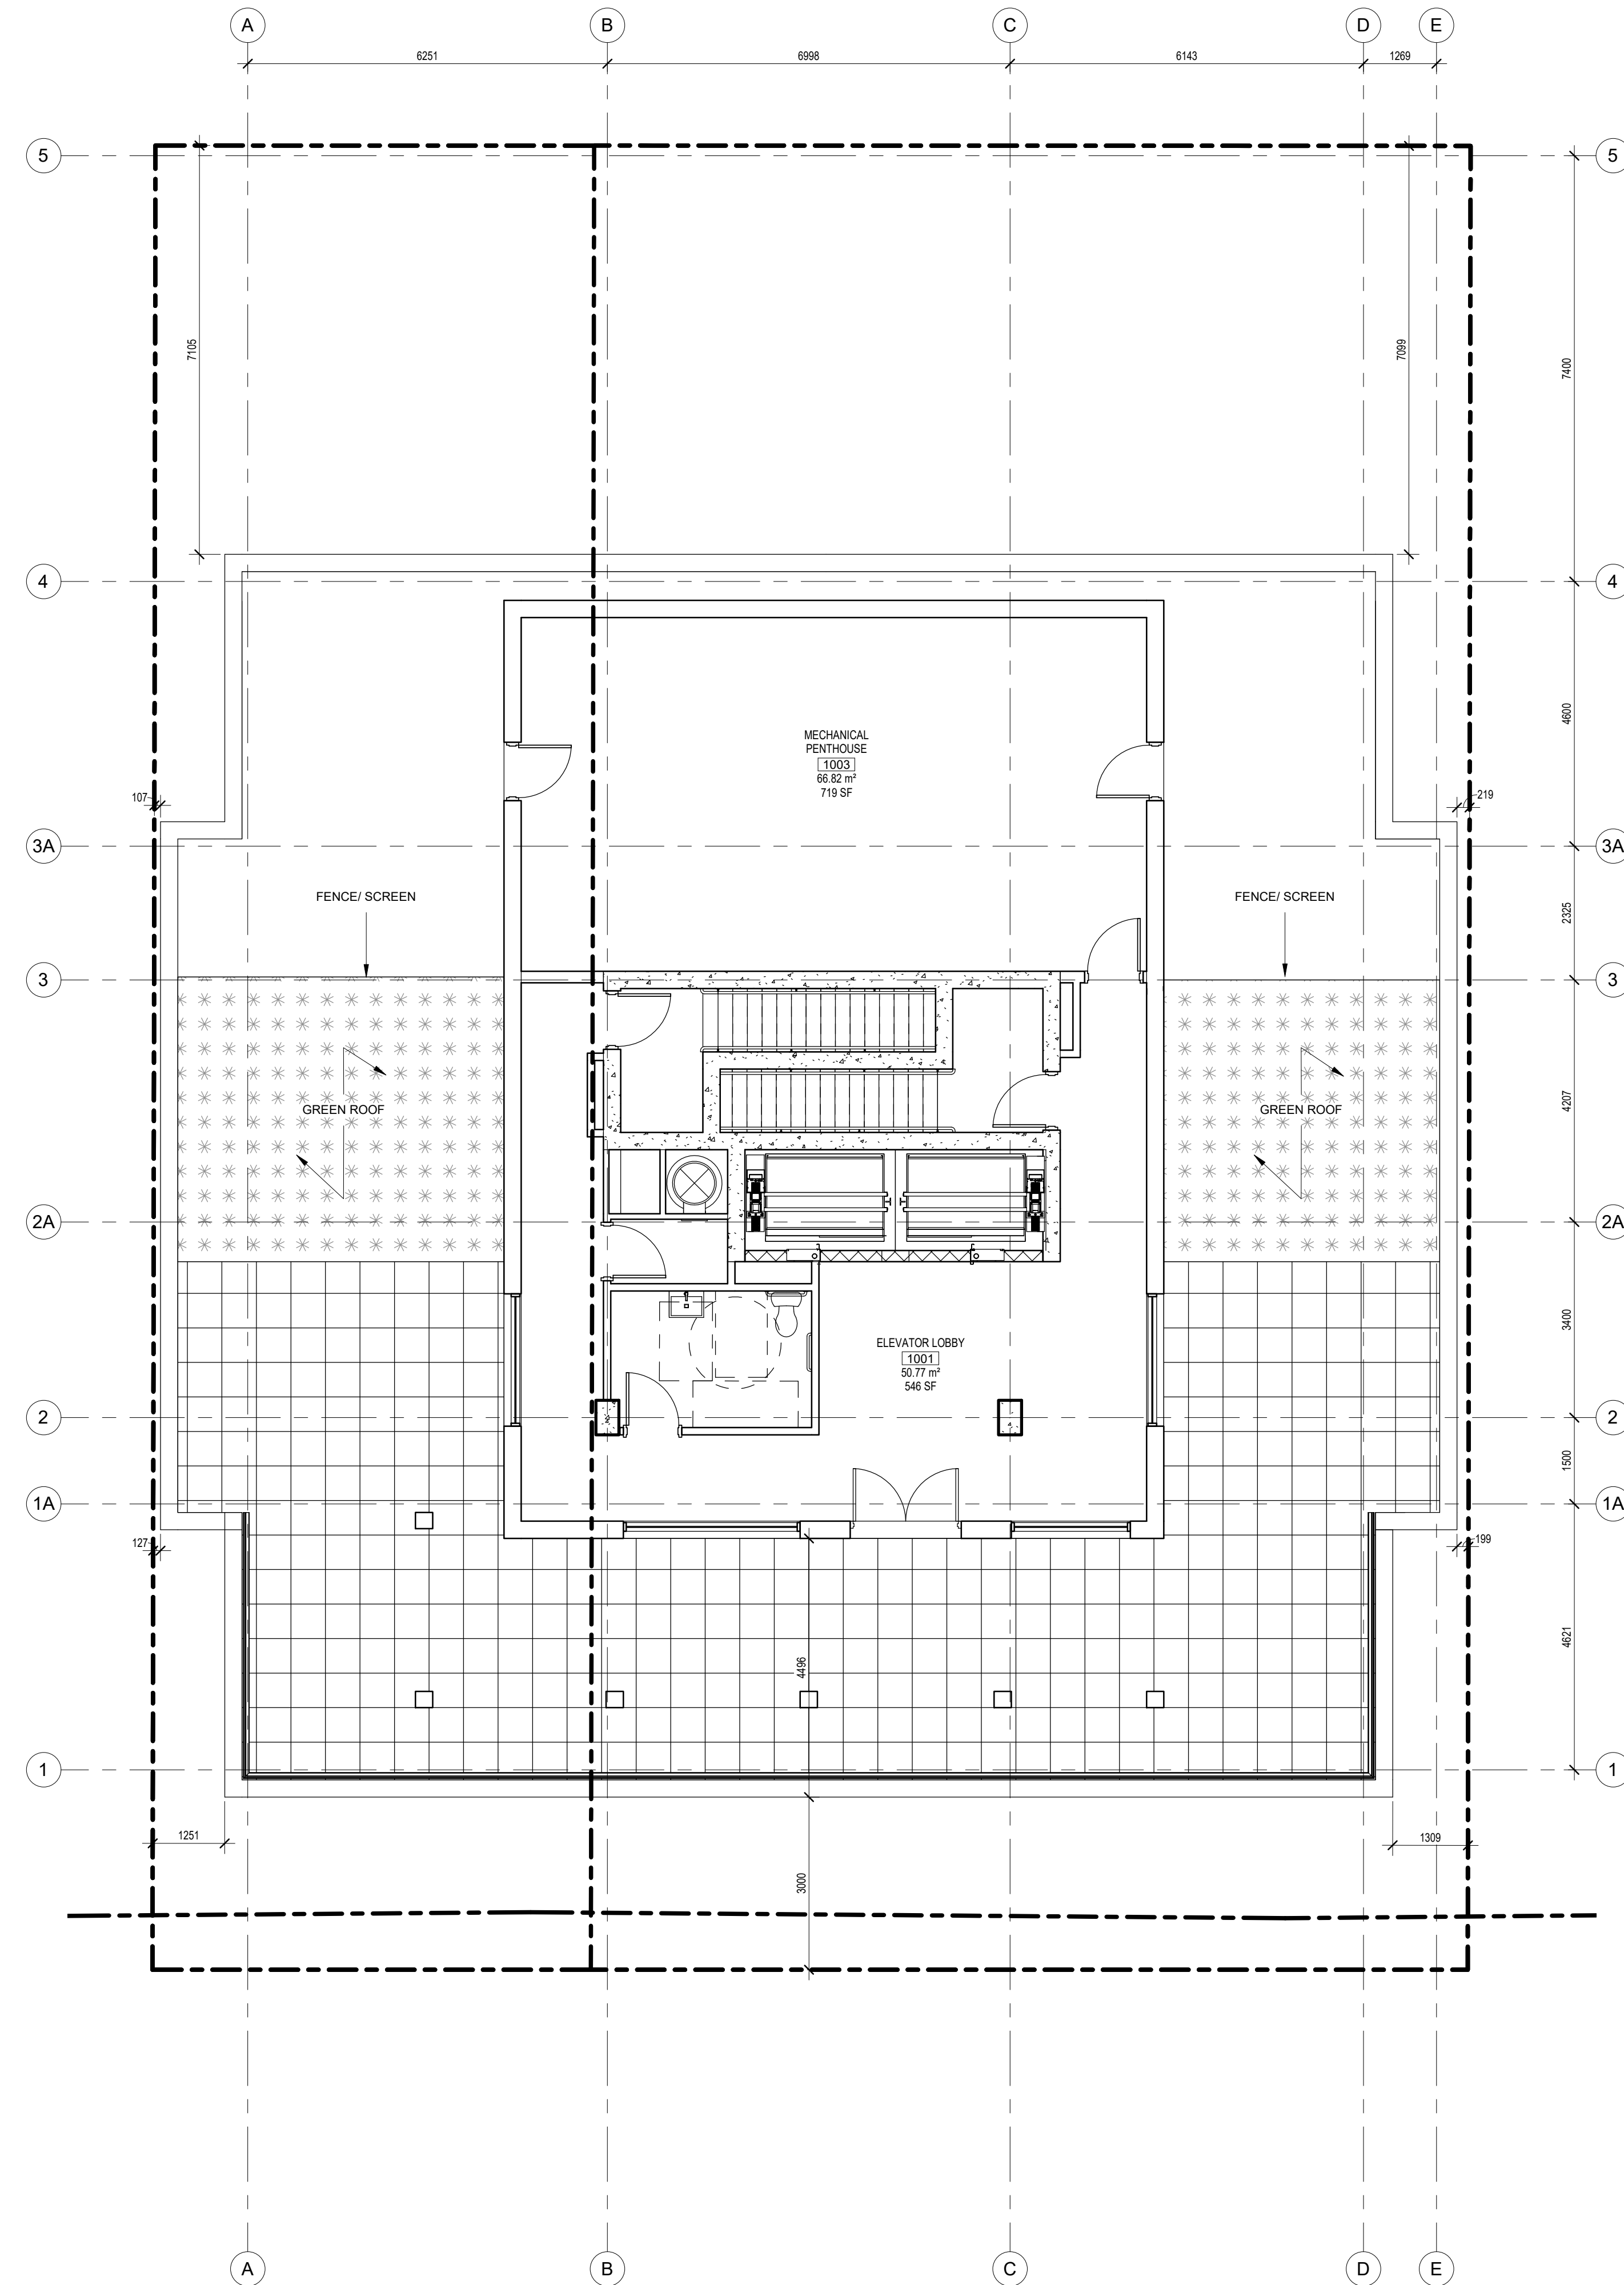 A
B
C
D
E
6251
6998
6143
1269
5
5
7105
7099
7400
4
4
4600
MECHANICAL
PENTHOUSE
1003
66.82 m²
719 SF
107
219
3A
3A
FENCE/ SCREEN
FENCE/ SCREEN
2325
3
3
GREEN ROOF
GREEN ROOF
4207
2A
2A
3400
ELEVATOR LOBBY
1001
50.77 m²
546 SF
2
2
1500
1A
1A
127
199
4496
4621
1
1
1251
1309
3000
A
B
C
D
E